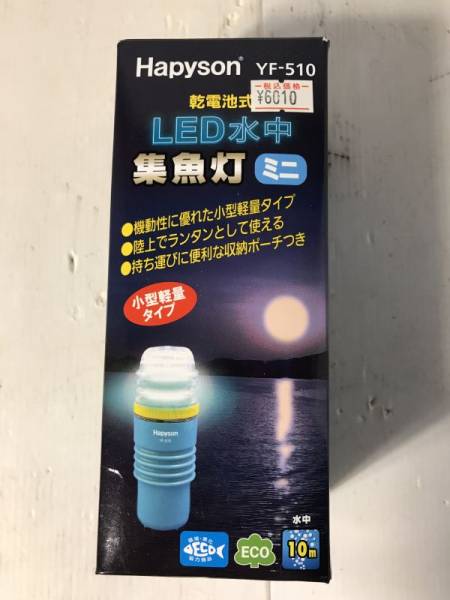 Hapyson® YF-510
税込価格
¥6010
乾電池式
LED水中
集魚灯 ミニ
●機動性に優れた小型軽量タイプ
●陸上でランタンとして使える
●持ち運びに便利な収納ポーチつき
小型軽量
タイプ
Hapyson
水中
ECO
ECO
10m